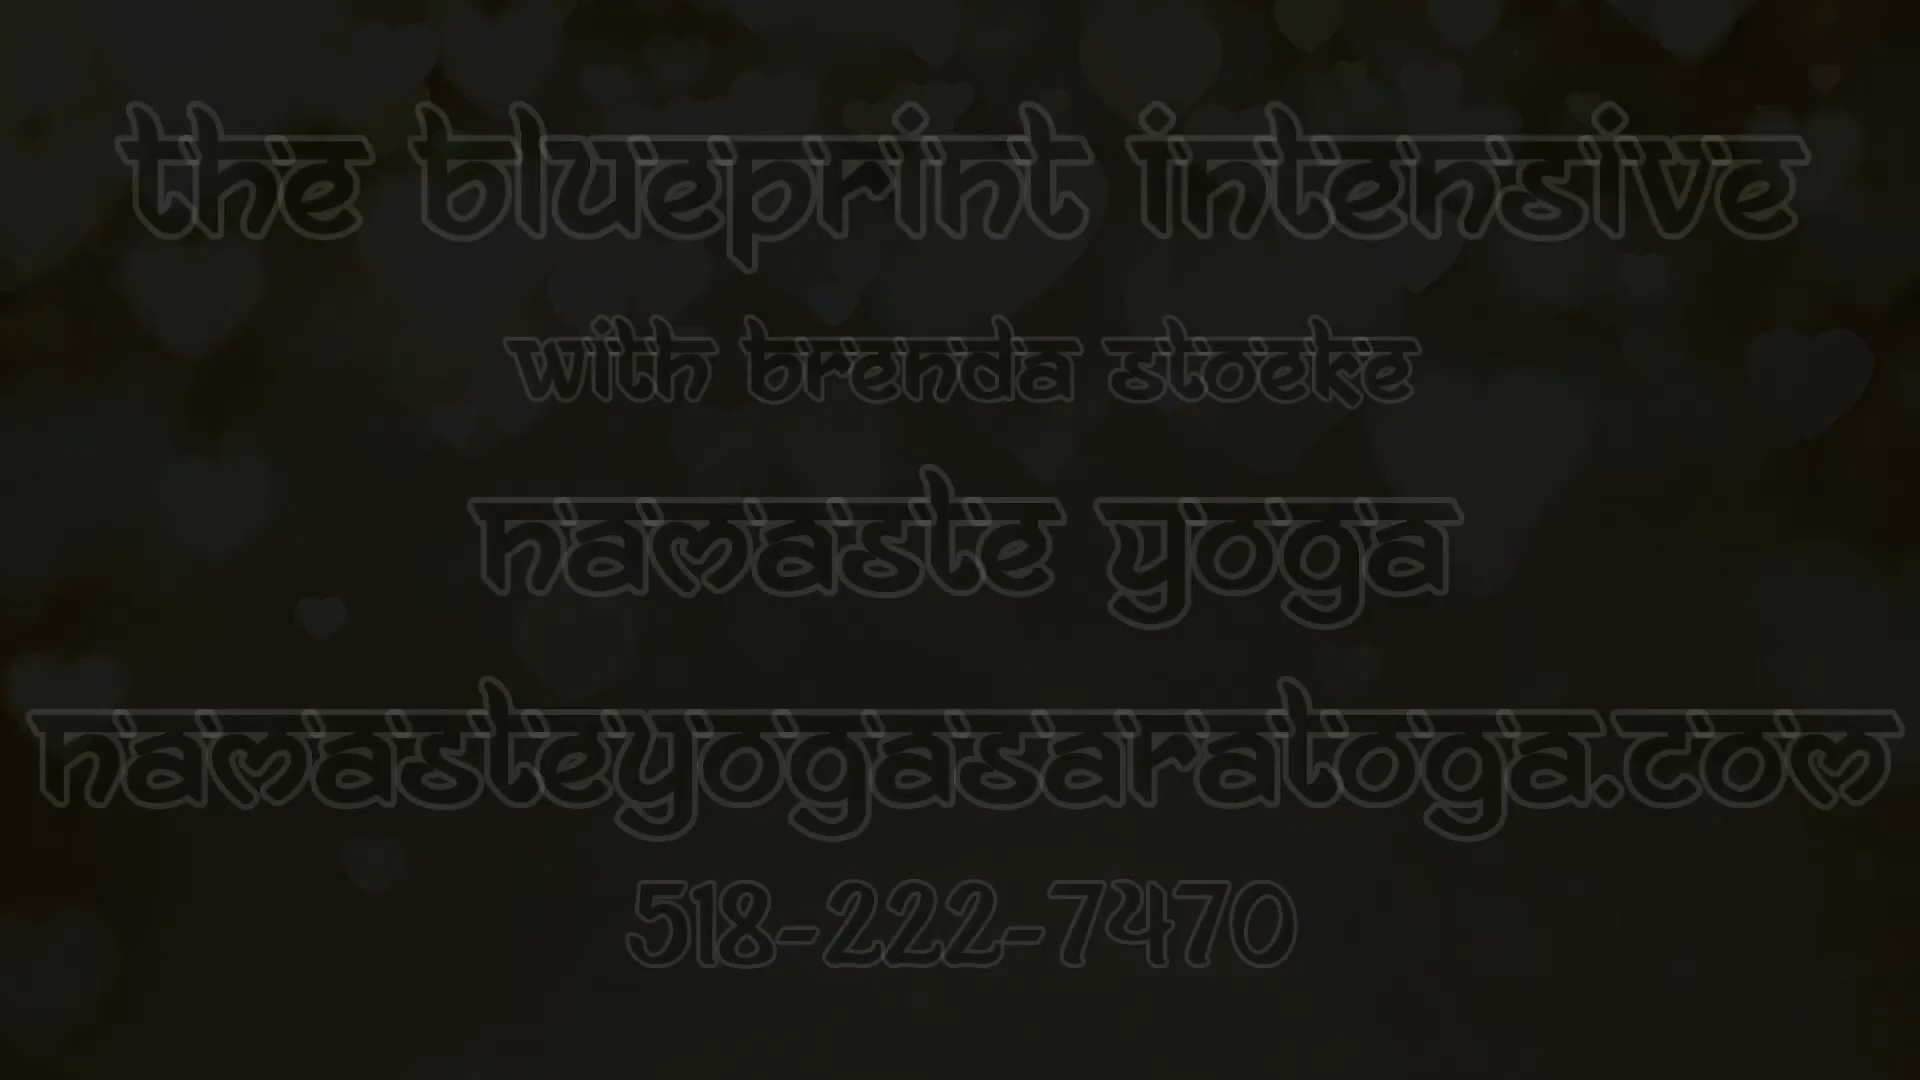 the blueprint intensive
with brenda stoeke
namaste yoga
namasteyogasaratoga.com
518-222-7470